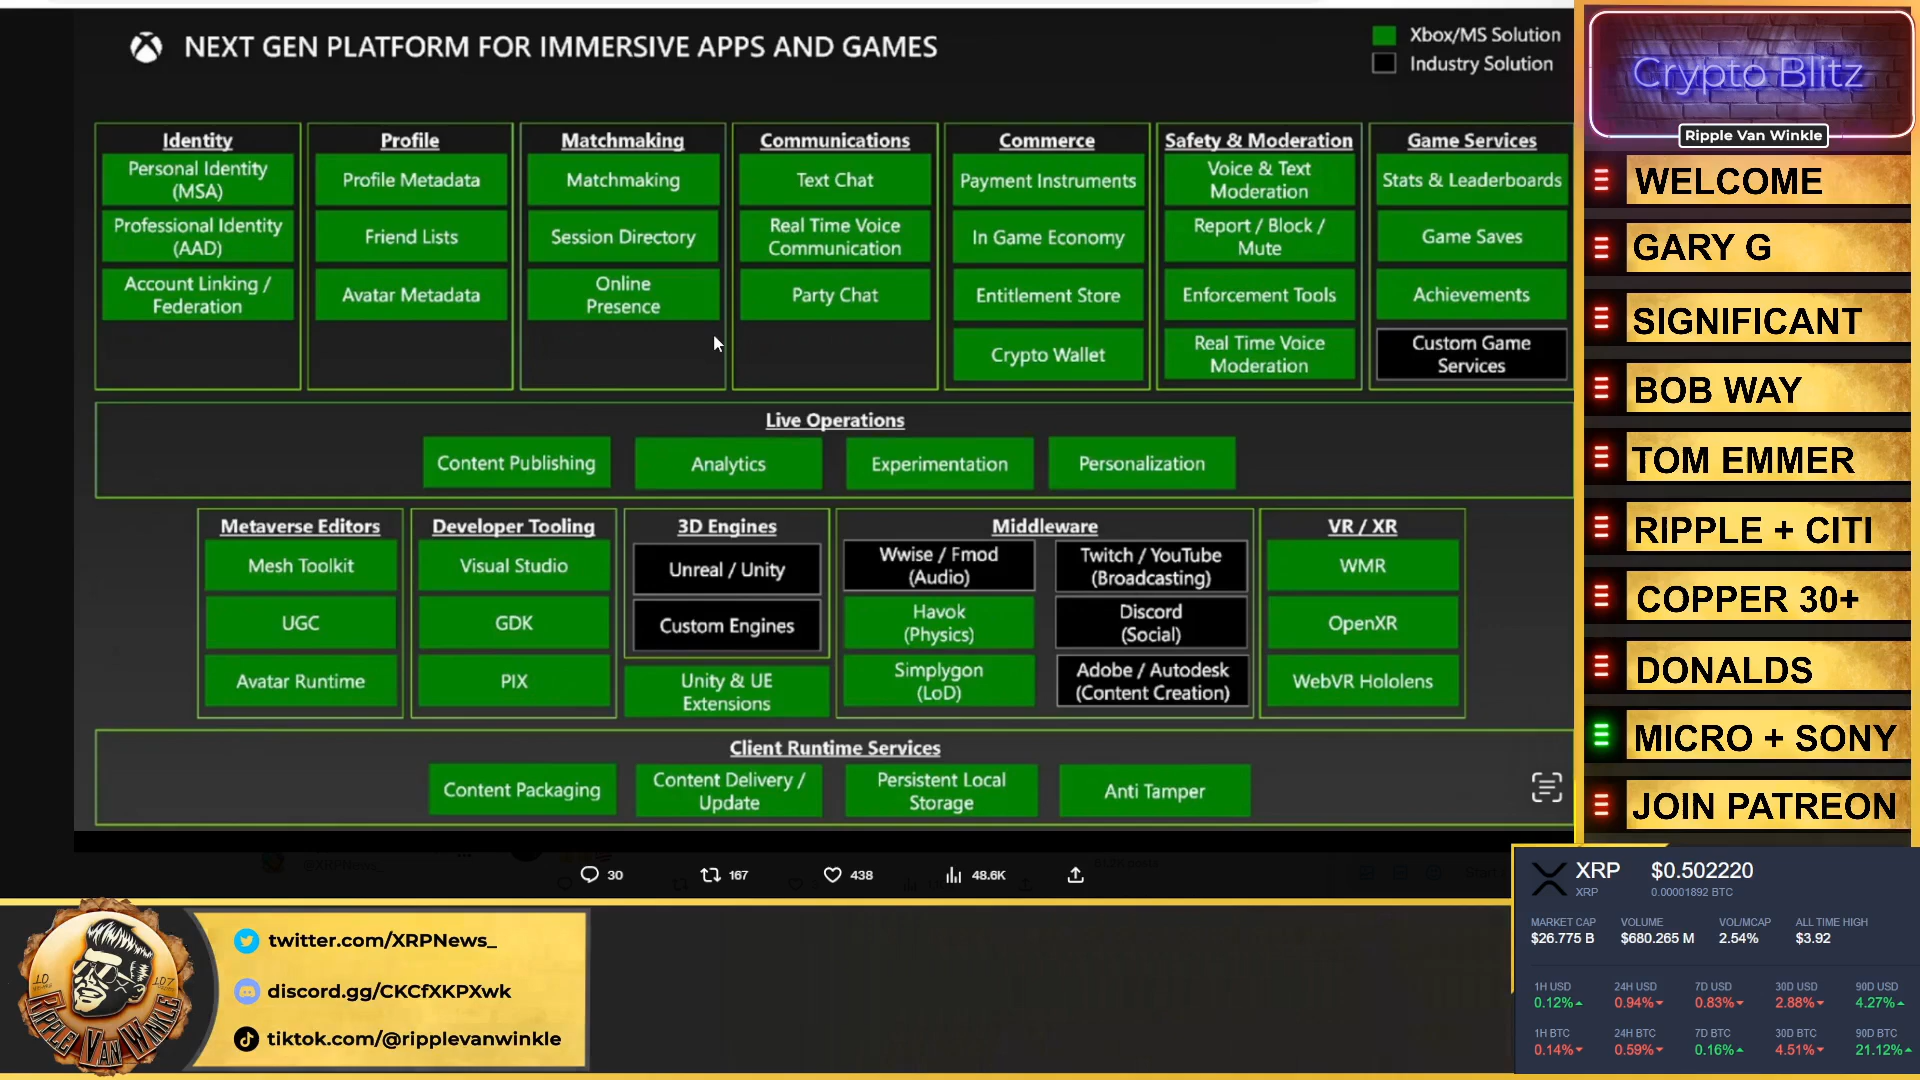 NEXT GEN PLATFORM FOR IMMERSIVE APPS AND GAMES
Xbox/MS Solution
Industry Solution
Identity
Personal Identity
(MSA)
Professional Identity
(AAD)
Account Linking /
Federation
Profile
Profile Metadata
Friend Lists
Avatar Metadata
Matchmaking
Matchmaking
Session Directory
Online
Presence
Communications
Text Chat
Real Time Voice
Communication
Party Chat
Commerce
Payment Instruments
In Game Economy
Entitlement Store
Crypto Wallet
Safety & Moderation
Voice & Text
Moderation
Report / Block /
Mute
Enforcement Tools
Real Time Voice
Moderation
Game Services
Stats & Leaderboards
Game Saves
Achievements
Custom Game
Services
Live Operations
Content Publishing
Analytics
Experimentation
Personalization
Metaverse Editors
Mesh Toolkit
UGC
Avatar Runtime
Developer Tooling
Visual Studio
GDK
PIX
3D Engines
Unreal / Unity
Custom Engines
Unity & UE
Extensions
Middleware
Wwise / Fmod
(Audio)
Havok
(Physics)
Simplygon
(LoD)
Twitch / YouTube
(Broadcasting)
Discord
(Social)
Adobe / Autodesk
(Content Creation)
VR / XR
WMR
OpenXR
WebVR Hololens
Client Runtime Services
Content Packaging
Content Delivery /
Update
Persistent Local
Storage
Anti Tamper
30
167
438
48.6K
Crypto Blitz
Ripple Van Winkle
WELCOME
GARY G
SIGNIFICANT
BOB WAY
TOM EMMER
RIPPLE + CITI
COPPER 30+
DONALDS
MICRO + SONY
JOIN PATREON
10
107
RIPPLE VAN WINKLE
twitter.com/XRPNews_
discord.gg/CKCfXKPXwk
tiktok.com/@ripplevanwinkle
XRP $0.502220
XRP 0.00001892 BTC
MARKET CAP VOLUME VOL/MCAP ALL TIME HIGH
$26.775 B $680.265 M 2.54% $3.92
1H USD 24H USD 7D USD 30D USD 90D USD
0.12% 0.94% 0.83% 2.88% 4.27%
1H BTC 24H BTC 7D BTC 30D BTC 90D BTC
0.14% 0.59% 0.16% 4.51% 21.12%